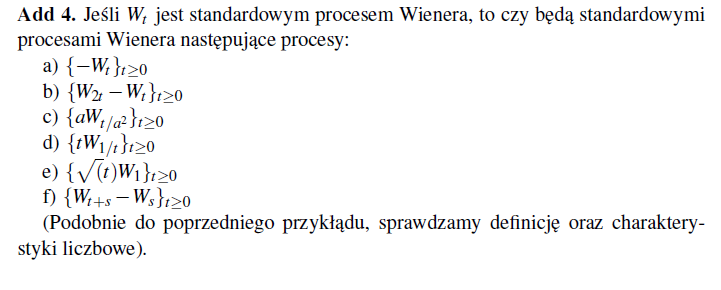 Add 4. Jeśli W_t jest standardowym procesem Wienera, to czy będą standardowymi
procesami Wienera następujące procesy:
a) {−W_t}_{t≥0}
b) {W_{2t} − W_t}_{t≥0}
c) {aW_{t/a^2}}_{t≥0}
d) {tW_{1/t}}_{t≥0}
e) {√(t)W_1}_{t≥0}
f) {W_{t+s} − W_s}_{t≥0}
(Podobnie do poprzedniego przykłądu, sprawdzamy definicję oraz charaktery-
styki liczbowe).